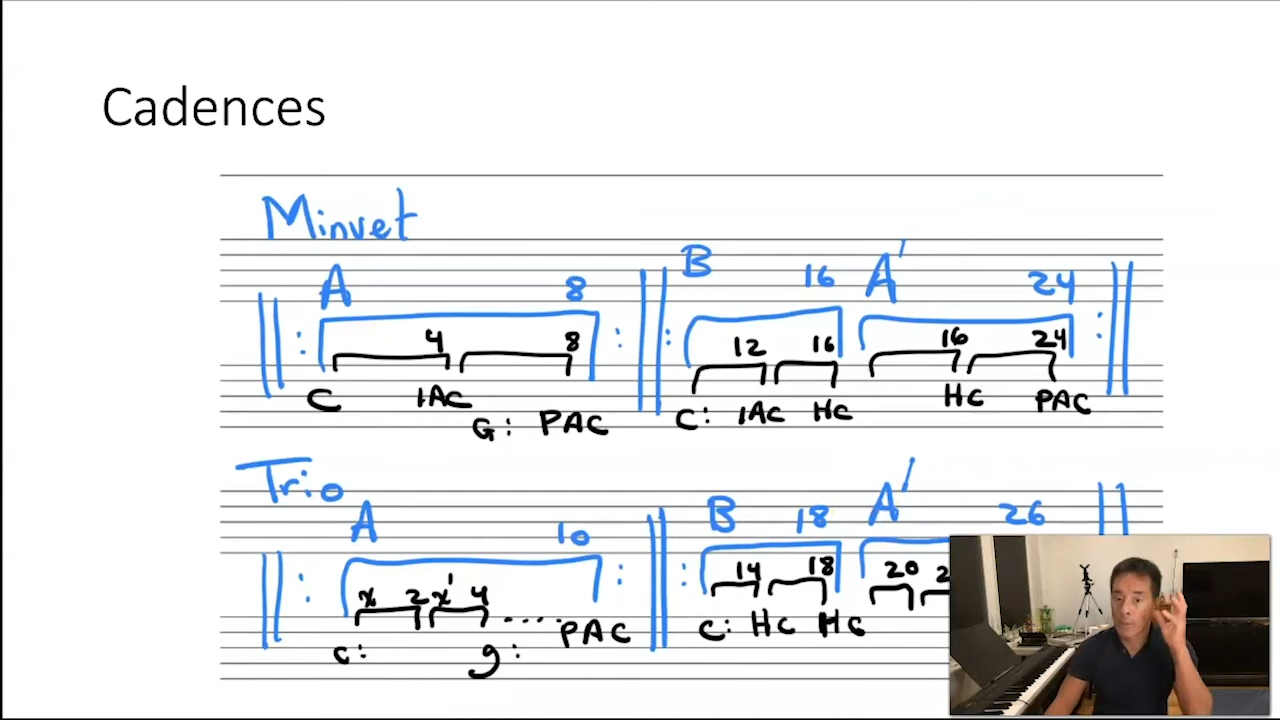 Cadences
Minuet
A 8 B 16 A' 24
4 8 12 16 16 24
C IAC G: PAC C: IAC HC HC PAC
Trio
A 10 B 18 A' 26
x 2 x' 4 14 18 20 2
c: g: .... PAC C: HC HC